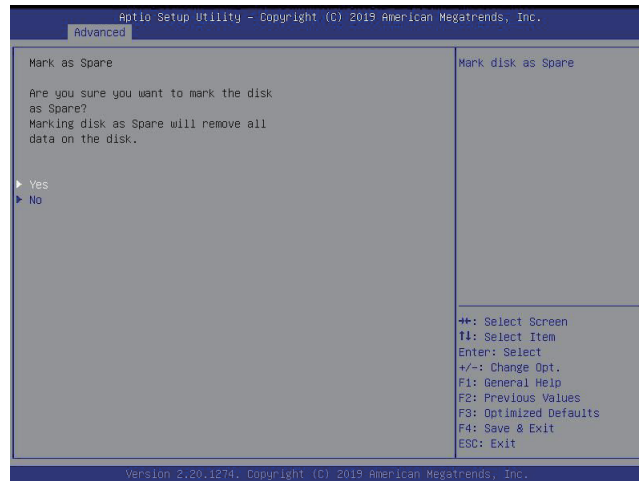 Aptio Setup Utility – Copyright (C) 2019 American Megatrends, Inc.
Advanced
Mark as Spare
Are you sure you want to mark the disk
as Spare?
Marking disk as Spare will remove all
data on the disk.
Yes
No
Mark disk as Spare
→←: Select Screen
↑↓: Select Item
Enter: Select
+/-: Change Opt.
F1: General Help
F2: Previous Values
F3: Optimized Defaults
F4: Save & Exit
ESC: Exit
Version 2.20.1274. Copyright (C) 2019 American Megatrends, Inc.